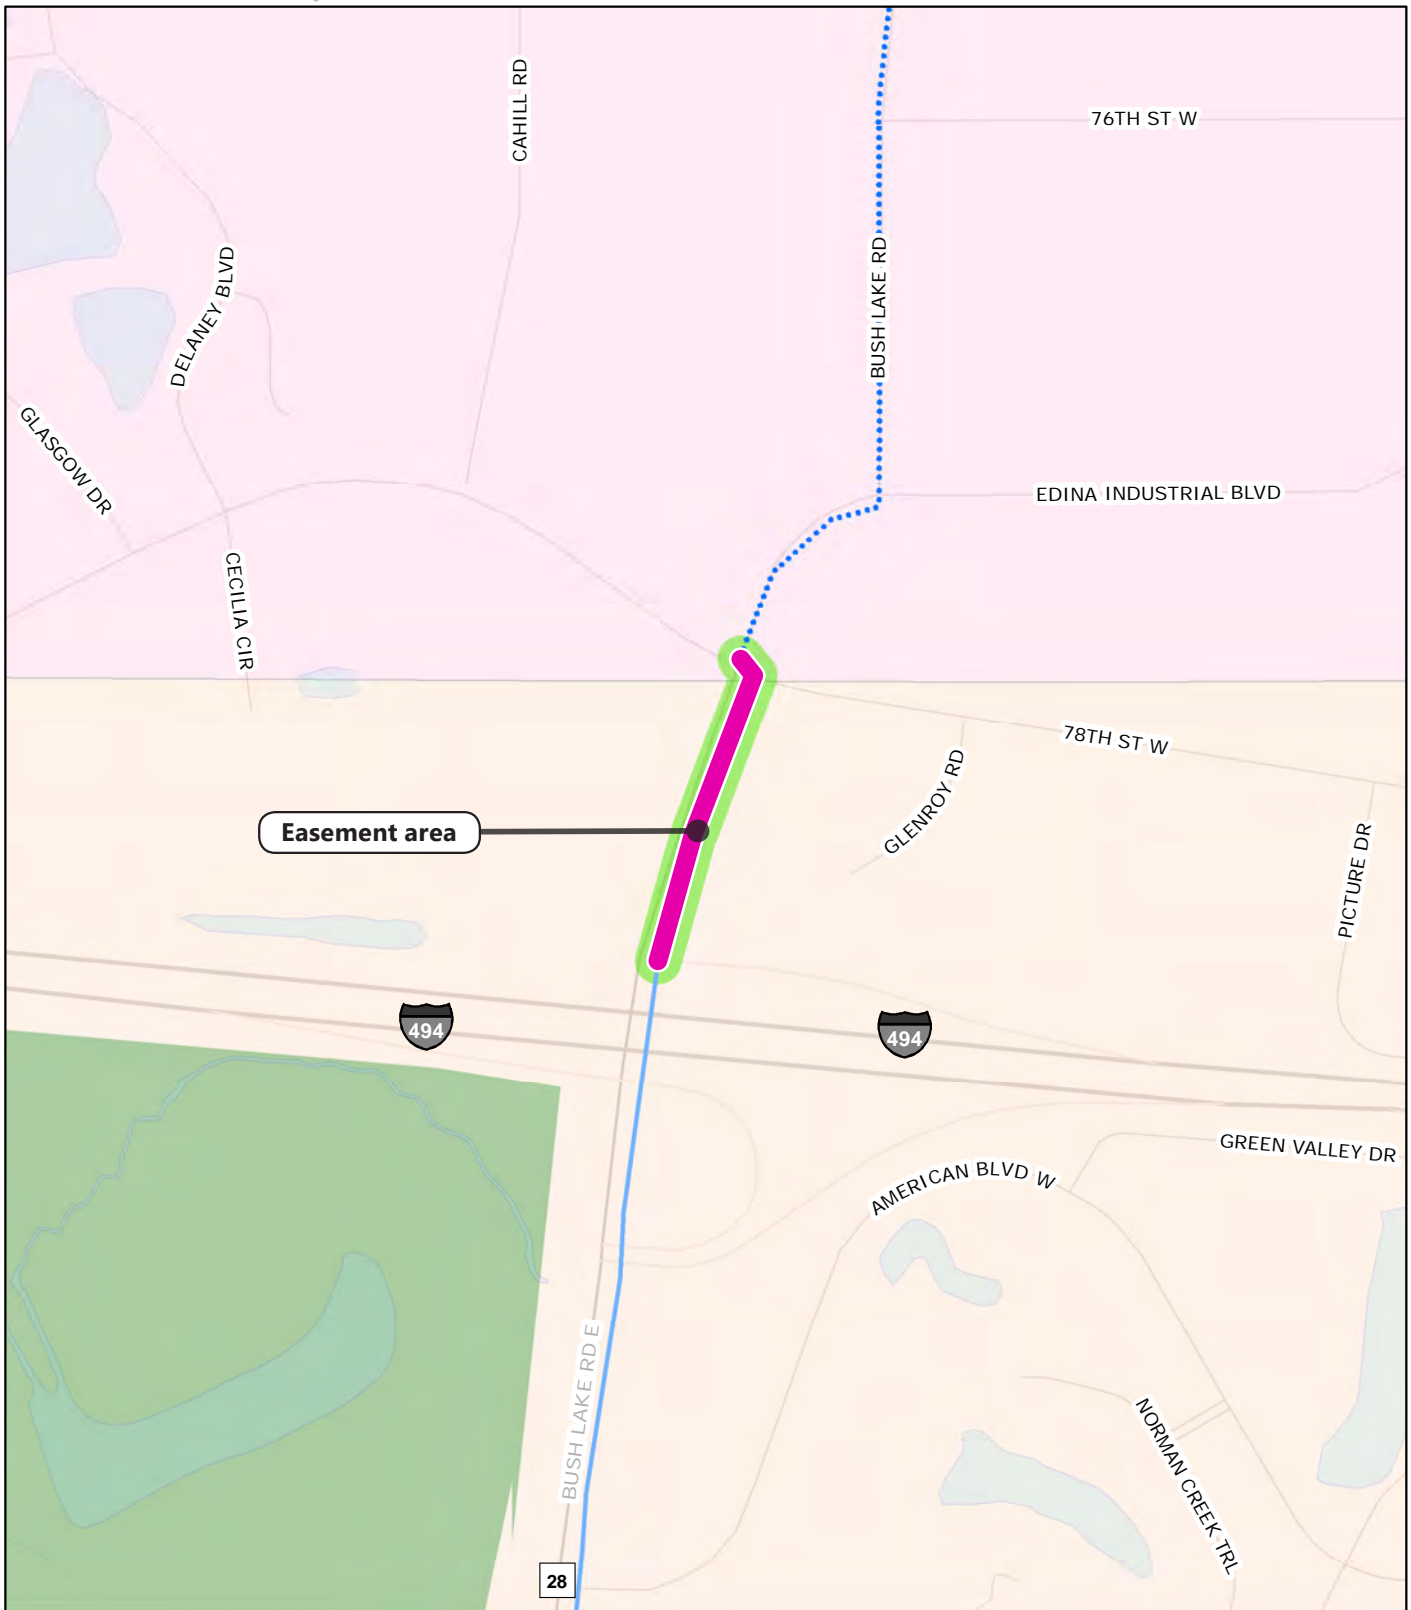 CAHILL RD
76TH ST W
BUSH LAKE RD
DELANEY BLVD
GLASGOW DR
EDINA INDUSTRIAL BLVD
CECILIA CIR
78TH ST W
GLENROY RD
Easement area
PICTURE DR
494
494
GREEN VALLEY DR
AMERICAN BLVD W
BUSH LAKE RD E
NORMAN CREEK TRL
28